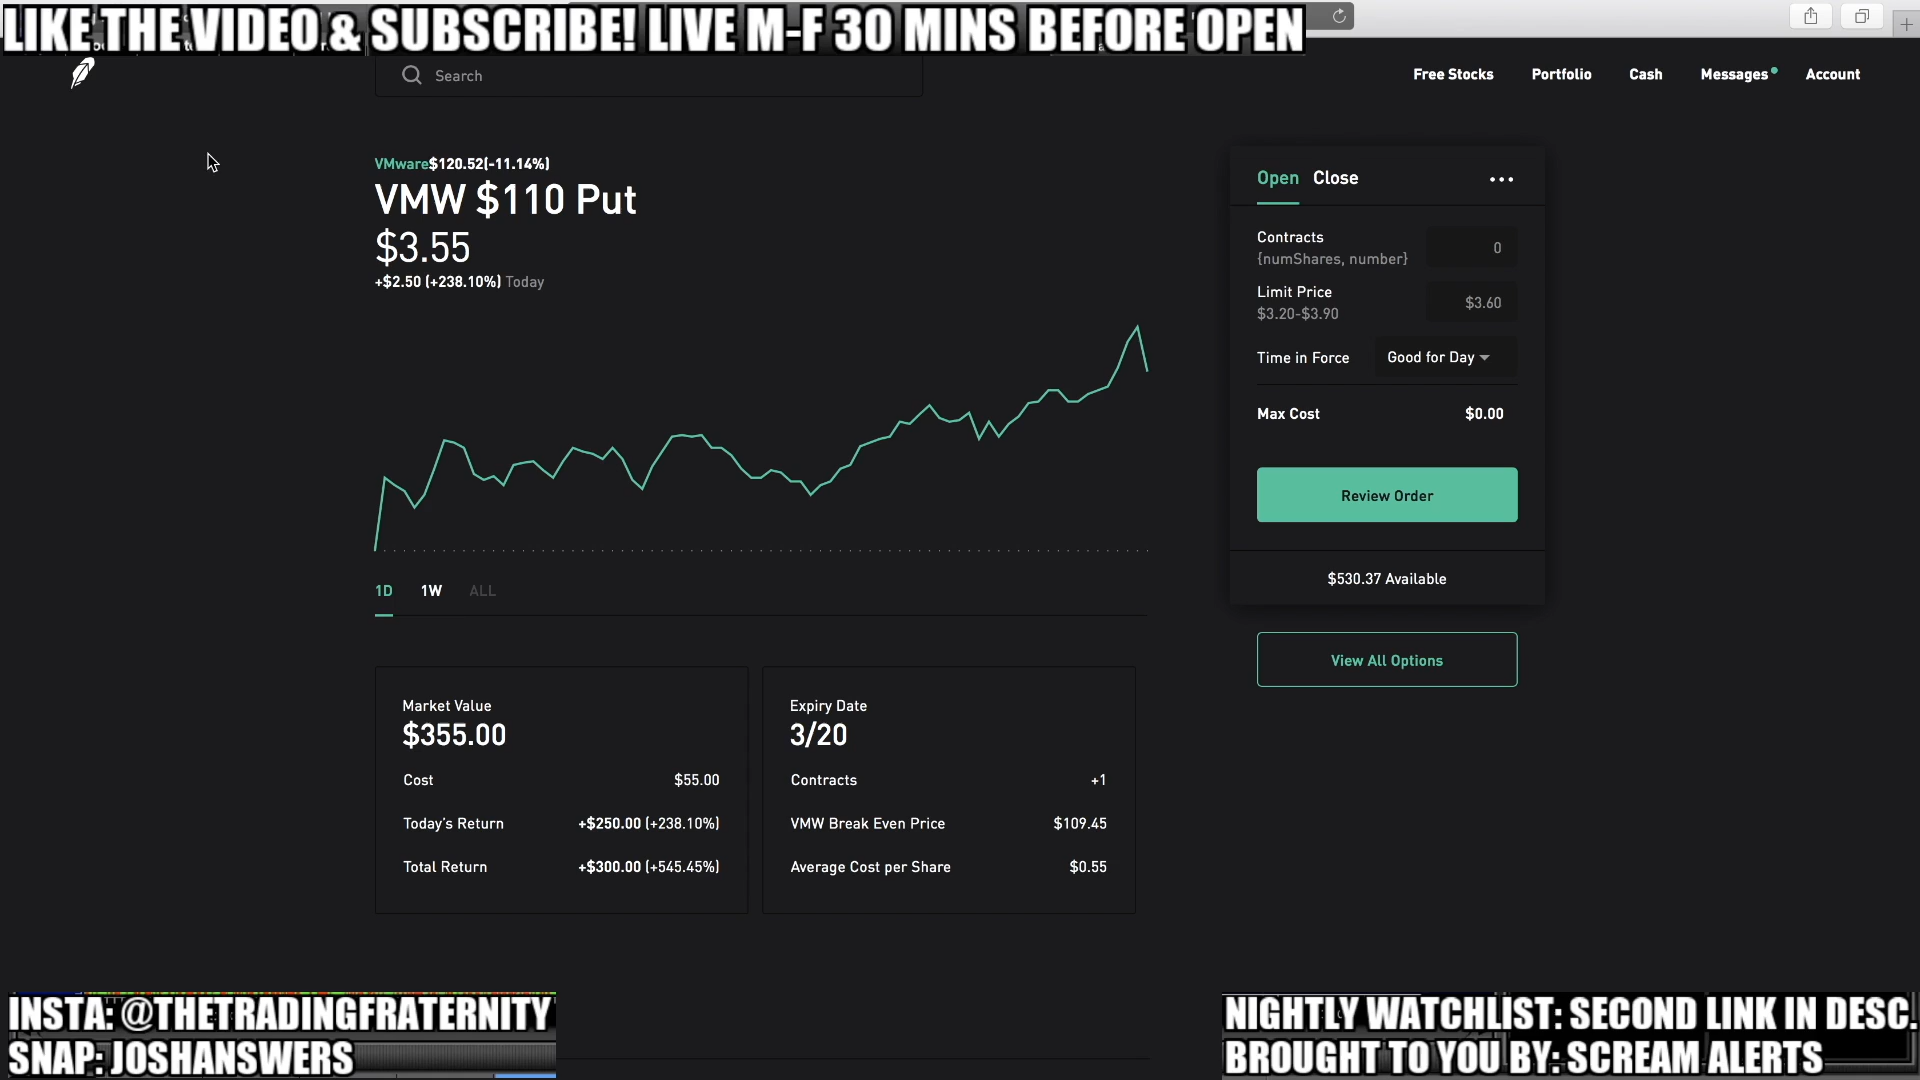 LIKE THE VIDEO & SUBSCRIBE! LIVE M-F 30 MINS BEFORE OPEN
Search
Free Stocks
Portfolio
Cash
Messages
Account
VMware$120.52(-11.14%)
VMW $110 Put
$3.55
+$2.50 (+238.10%) Today
1D
1W
ALL
Open
Close
Contracts
0
{numShares, number}
Limit Price
$3.60
$3.20-$3.90
Time in Force
Good for Day
Max Cost
$0.00
Review Order
$530.37 Available
View All Options
Market Value
$355.00
Cost
$55.00
Today's Return
+$250.00 (+238.10%)
Total Return
+$300.00 (+545.45%)
Expiry Date
3/20
Contracts
+1
VMW Break Even Price
$109.45
Average Cost per Share
$0.55
INSTA: @THETRADINGFRATERNITY
SNAP: JOSHANSWERS
NIGHTLY WATCHLIST: SECOND LINK IN DESC.
BROUGHT TO YOU BY: SCREAM ALERTS